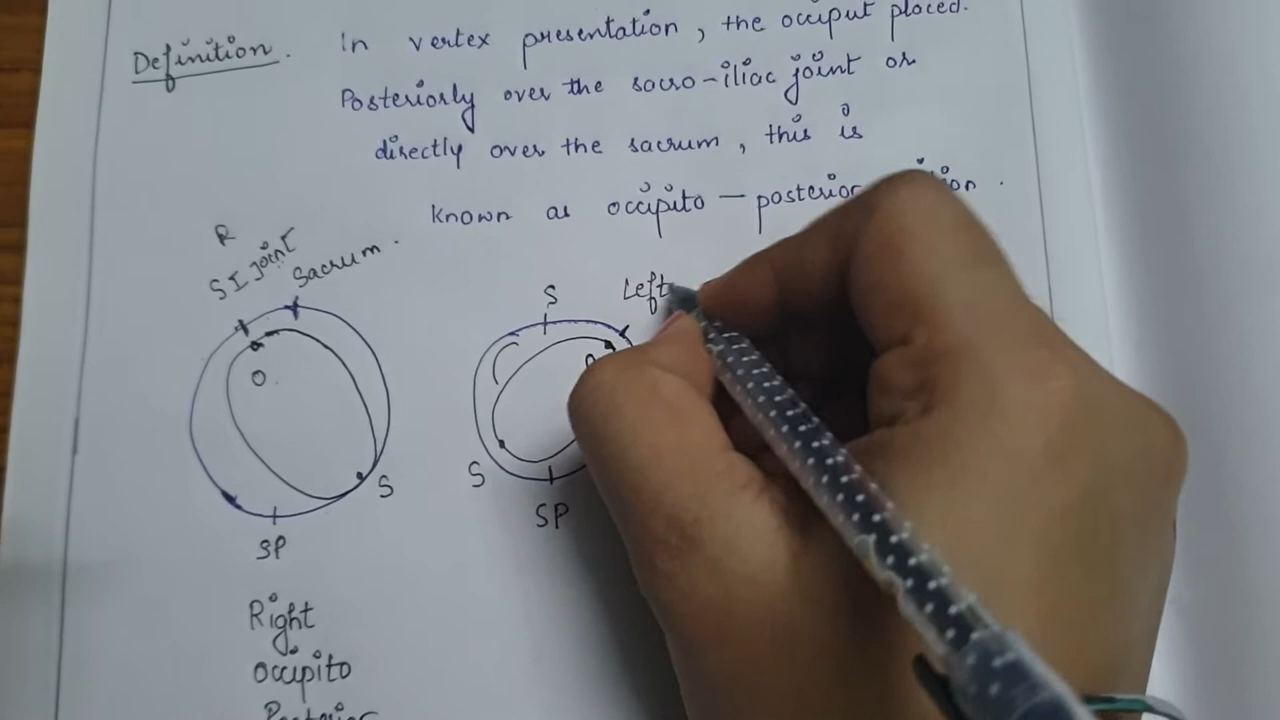 Definition. In vertex presentation, the occiput placed.
Posteriorly over the sacro-iliac joint or
directly over the sacrum, this is
known as occipito — posterior
R
SI Joint
Sacrum.
S
Left
O
S
S
SP
SP
Right
Occipito
Posterior